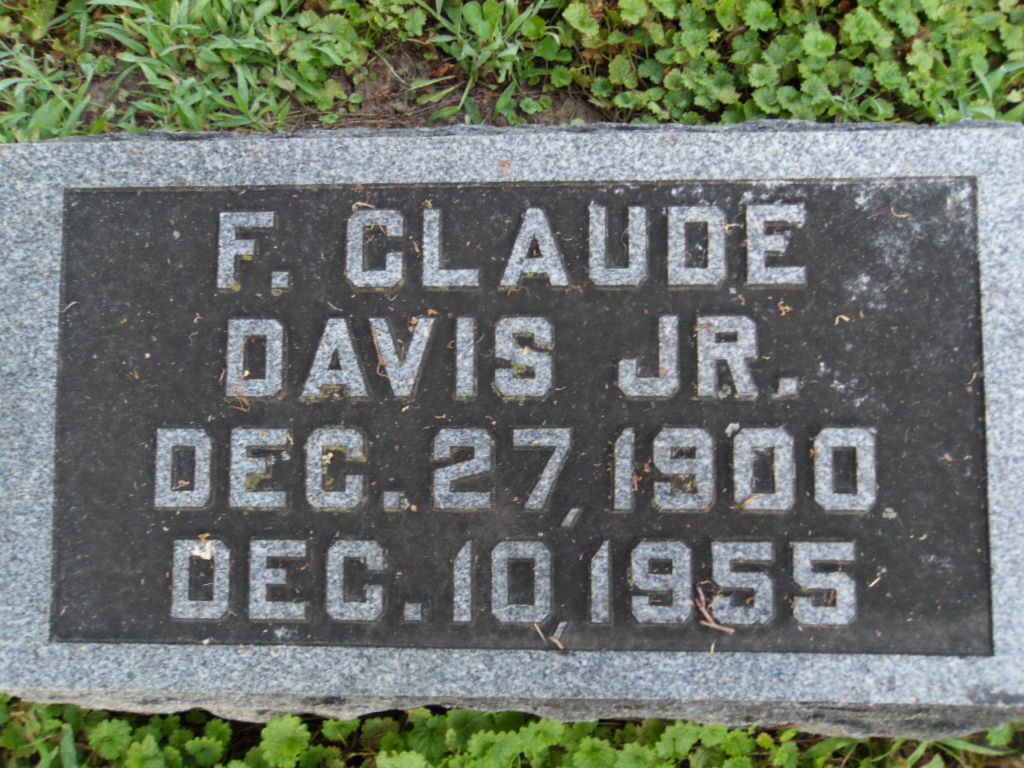 F. CLAUDE
DAVIS JR.
DEC. 27, 1900
DEC. 10, 1955